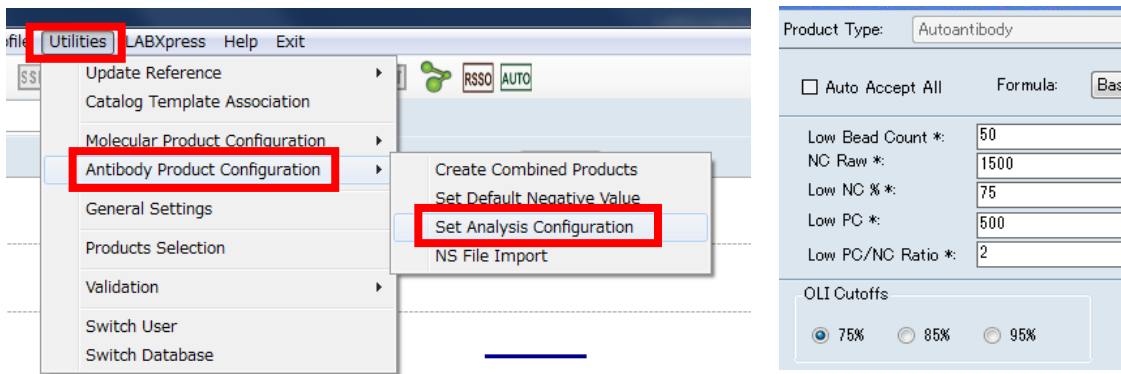 Utilities LABXpress Help Exit
RSSO AUTO
Update Reference
Catalog Template Association
Molecular Product Configuration
Antibody Product Configuration
General Settings
Products Selection
Validation
Switch User
Switch Database
Create Combined Products
Set Default Negative Value
Set Analysis Configuration
NS File Import
Product Type: Autoantibody
Auto Accept All Formula: Bas
Low Bead Count *: 50
NC Raw *: 1500
Low NC % *: 75
Low PC *: 500
Low PC/NC Ratio *: 2
OLI Cutoffs
75% 85% 95%